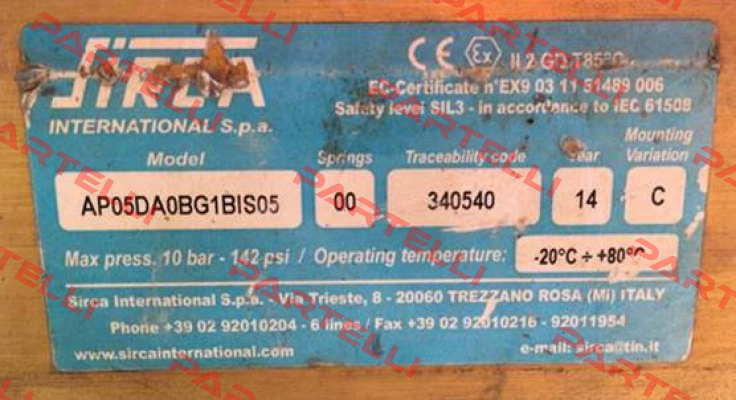 SIRCA
INTERNATIONAL S.p.a.
CE Ex II 2 GD T85°C
EC-Certificate n°EX9 03 11 51489 006
Safety level SIL3 - in accordance to IEC 61508
Model Springs Traceability code Year Mounting Variation
AP05DA0BG1BIS05 00 340540 14 C
Max press. 10 bar - 142 psi / Operating temperature: -20°C ÷ +80°C
Sirca International S.p.a. - Via Trieste, 8 - 20060 TREZZANO ROSA (Mi) ITALY
Phone +39 02 92010204 - 6 lines / Fax +39 02 92010216 - 92011954
www.sircainternational.com e-mail: sirca@tin.it
PARTELLI